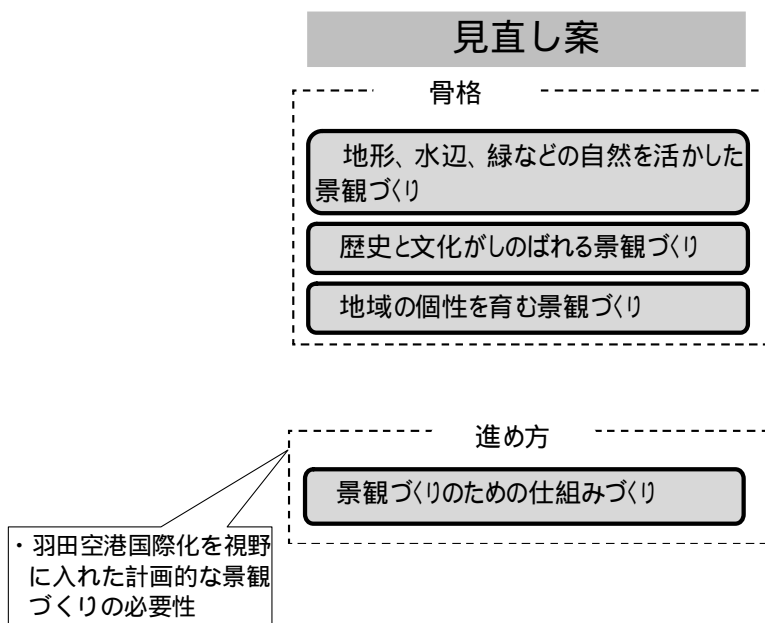 見直し案
骨格
地形、水辺、緑などの自然を活かした
景観づくり
歴史と文化がしのばれる景観づくり
地域の個性を育む景観づくり
進め方
景観づくりのための仕組みづくり
・羽田空港国際化を視野
に入れた計画的な景観
づくりの必要性